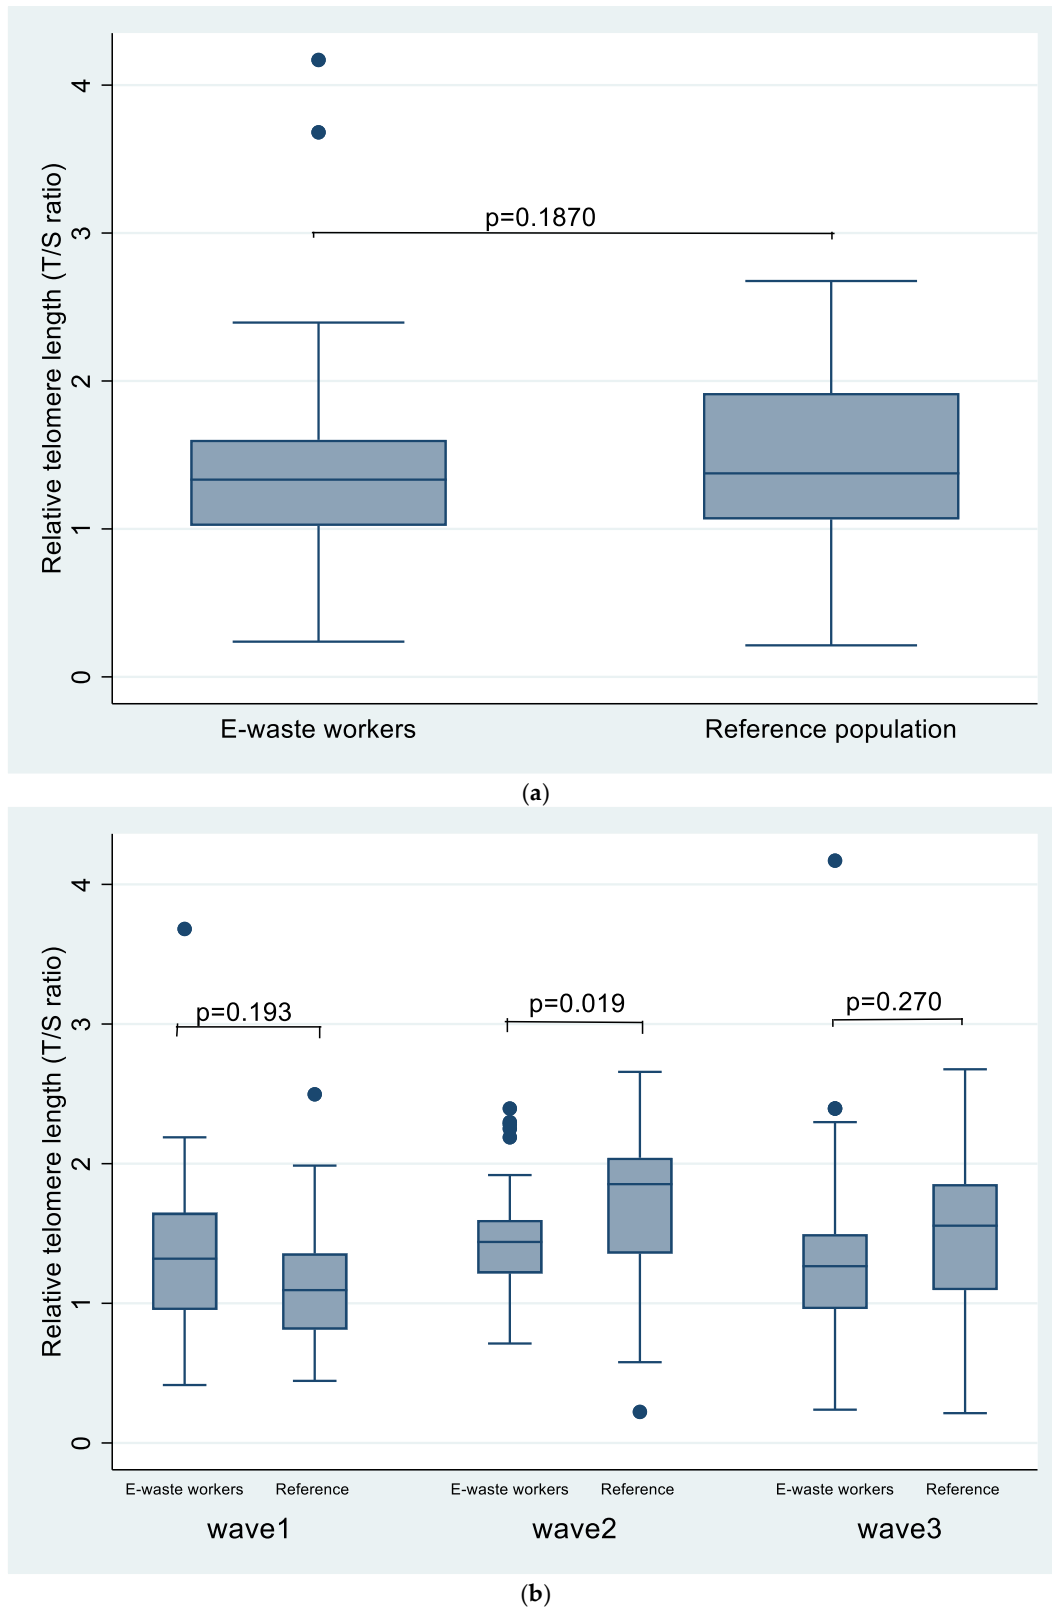 Relative telomere length (T/S ratio)
4
3
2
1
0
p=0.1870
E-waste workers
Reference population
(a)
Relative telomere length (T/S ratio)
4
3
2
1
0
p=0.193
p=0.019
p=0.270
E-waste workers Reference E-waste workers Reference E-waste workers Reference
wave1 wave2 wave3
(b)